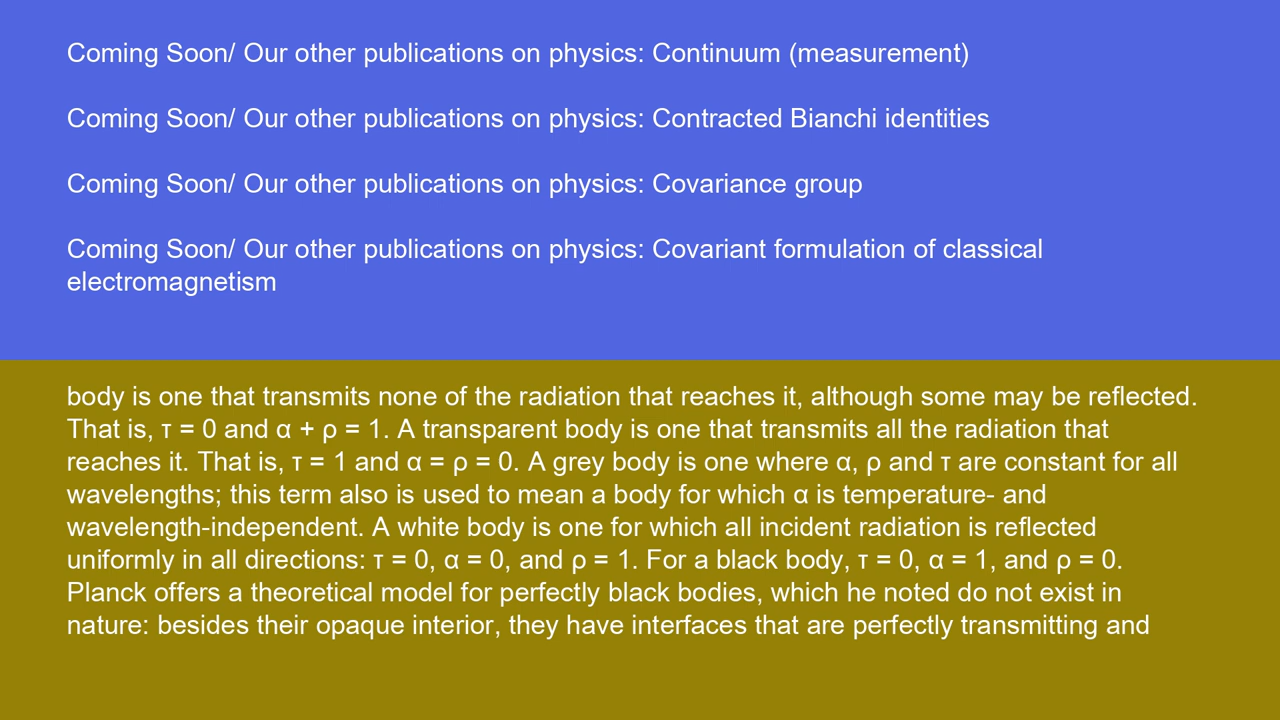 Coming Soon/ Our other publications on physics: Continuum (measurement)
Coming Soon/ Our other publications on physics: Contracted Bianchi identities
Coming Soon/ Our other publications on physics: Covariance group
Coming Soon/ Our other publications on physics: Covariant formulation of classical
electromagnetism
body is one that transmits none of the radiation that reaches it, although some may be reflected.
That is, τ = 0 and α + ρ = 1. A transparent body is one that transmits all the radiation that
reaches it. That is, τ = 1 and α = ρ = 0. A grey body is one where α, ρ and τ are constant for all
wavelengths; this term also is used to mean a body for which α is temperature- and
wavelength-independent. A white body is one for which all incident radiation is reflected
uniformly in all directions: τ = 0, α = 0, and ρ = 1. For a black body, τ = 0, α = 1, and ρ = 0.
Planck offers a theoretical model for perfectly black bodies, which he noted do not exist in
nature: besides their opaque interior, they have interfaces that are perfectly transmitting and